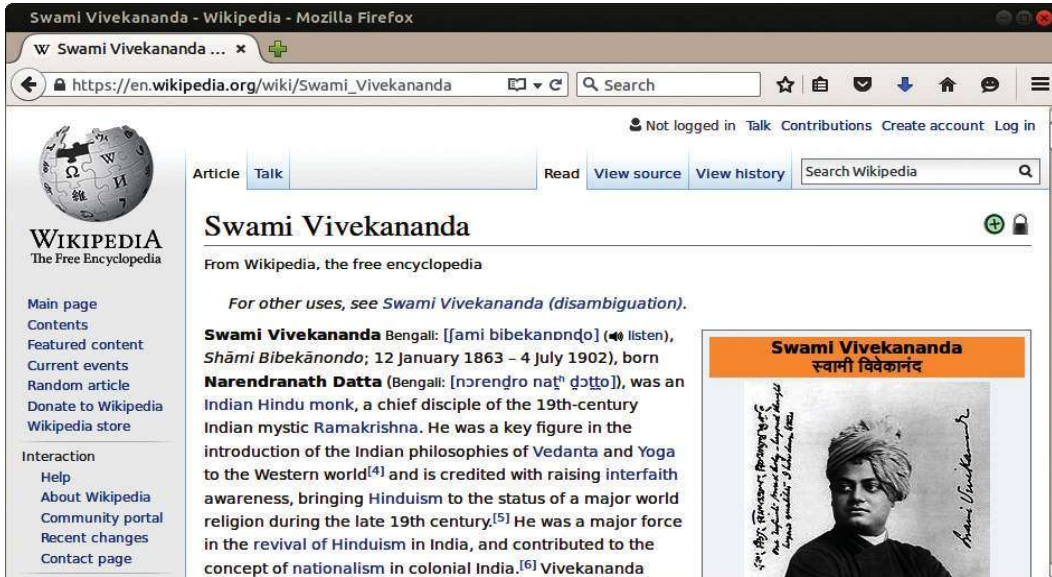 Swami Vivekananda - Wikipedia - Mozilla Firefox
W Swami Vivekananda ... ×
https://en.wikipedia.org/wiki/Swami_Vivekananda
Search
Not logged in Talk Contributions Create account Log in
Article Talk
Read View source View history
Search Wikipedia
WIKIPEDIA
The Free Encyclopedia
Main page
Contents
Featured content
Current events
Random article
Donate to Wikipedia
Wikipedia store
Interaction
Help
About Wikipedia
Community portal
Recent changes
Contact page
Swami Vivekananda
From Wikipedia, the free encyclopedia
For other uses, see Swami Vivekananda (disambiguation).
Swami Vivekananda Bengali: [ʃami bibekanɒnd̪o] (listen),
Shāmi Bibekānondo; 12 January 1863 – 4 July 1902), born
Narendranath Datta (Bengali: [nɔrend̪ro nat̪ʰ d̪ɔt̪t̪o]), was an
Indian Hindu monk, a chief disciple of the 19th-century
Indian mystic Ramakrishna. He was a key figure in the
introduction of the Indian philosophies of Vedanta and Yoga
to the Western world[4] and is credited with raising interfaith
awareness, bringing Hinduism to the status of a major world
religion during the late 19th century.[5] He was a major force
in the revival of Hinduism in India, and contributed to the
concept of nationalism in colonial India.[6] Vivekananda
Swami Vivekananda
स्वामी विवेकानंद
Swami Vivekananda